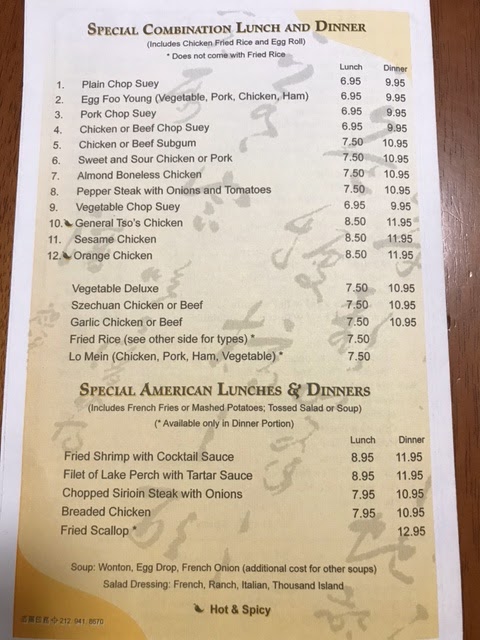 SPECIAL COMBINATION LUNCH AND DINNER
(Includes Chicken Fried Rice and Egg Roll)
* Does not come with Fried Rice
Lunch Dinner
1. Plain Chop Suey 6.95 9.95
2. Egg Foo Young (Vegetable, Pork, Chicken, Ham) 6.95 9.95
3. Pork Chop Suey 6.95 9.95
4. Chicken or Beef Chop Suey 6.95 9.95
5. Chicken or Beef Subgum 7.50 10.95
6. Sweet and Sour Chicken or Pork 7.50 10.95
7. Almond Boneless Chicken 7.50 10.95
8. Pepper Steak with Onions and Tomatoes 7.50 10.95
9. Vegetable Chop Suey 6.95 9.95
10. General Tso's Chicken 8.50 11.95
11. Sesame Chicken 8.50 11.95
12. Orange Chicken 8.50 11.95
Vegetable Deluxe 7.50 10.95
Szechuan Chicken or Beef 7.50 10.95
Garlic Chicken or Beef 7.50 10.95
Fried Rice (see other side for types) * 7.50
Lo Mein (Chicken, Pork, Ham, Vegetable) * 7.50
SPECIAL AMERICAN LUNCHES & DINNERS
(Includes French Fries or Mashed Potatoes; Tossed Salad or Soup)
(* Available only in Dinner Portion)
Lunch Dinner
Fried Shrimp with Cocktail Sauce 8.95 11.95
Filet of Lake Perch with Tartar Sauce 8.95 11.95
Chopped Sirloin Steak with Onions 7.95 10.95
Breaded Chicken 7.95 10.95
Fried Scallop * 12.95
Soup: Wonton, Egg Drop, French Onion (additional cost for other soups)
Salad Dressing: French, Ranch, Italian, Thousand Island
Hot & Spicy
212. 941. 8670